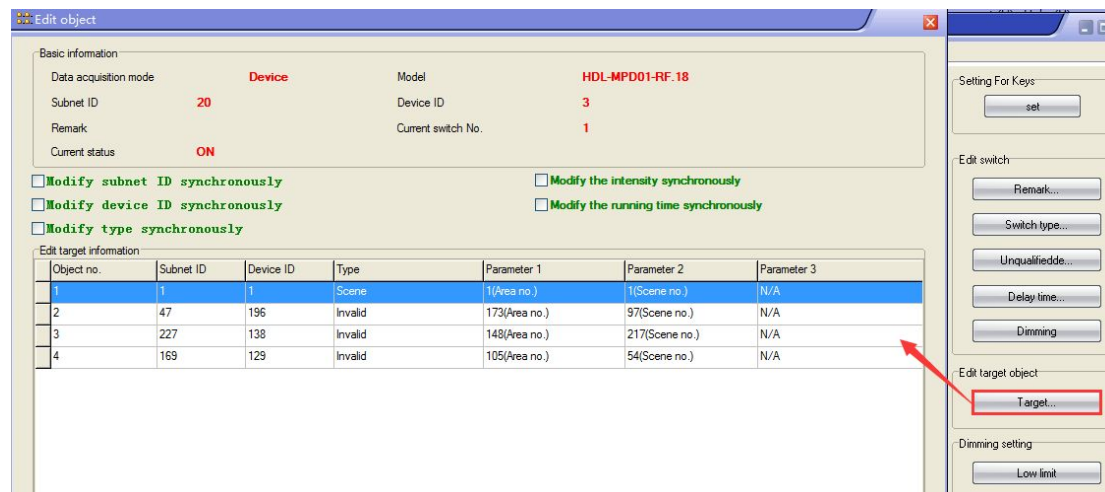 Edit object
Basic information
Data acquisition mode Device Model HDL-MPD01-RF.18
Subnet ID 20 Device ID 3
Remark Current switch No. 1
Current status ON
Modify subnet ID synchronously Modify the intensity synchronously
Modify device ID synchronously Modify the running time synchronously
Modify type synchronously
Edit target information
Object no. Subnet ID Device ID Type Parameter 1 Parameter 2 Parameter 3
1 1 1 Scene 1(Area no.) 1(Scene no.) N/A
2 47 196 Invalid 173(Area no.) 97(Scene no.) N/A
3 227 138 Invalid 148(Area no.) 217(Scene no.) N/A
4 169 129 Invalid 105(Area no.) 54(Scene no.) N/A
Setting For Keys
set
Edit switch
Remark...
Switch type...
Unqualifiedde...
Delay time...
Dimming
Edit target object
Target...
Dimming setting
Low limit